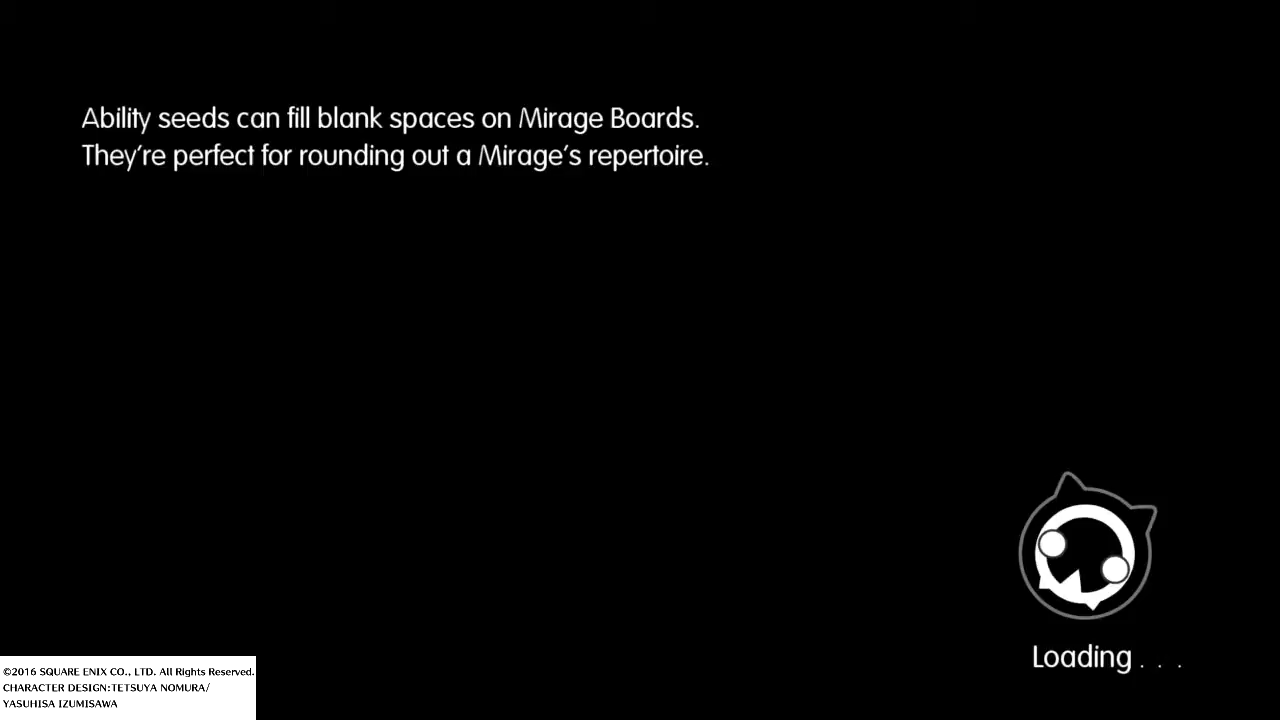 Ability seeds can fill blank spaces on Mirage Boards.
They're perfect for rounding out a Mirage's repertoire.
Loading . . .
©2016 SQUARE ENIX CO., LTD. All Rights Reserved.
CHARACTER DESIGN:TETSUYA NOMURA/
YASUHISA IZUMISAWA